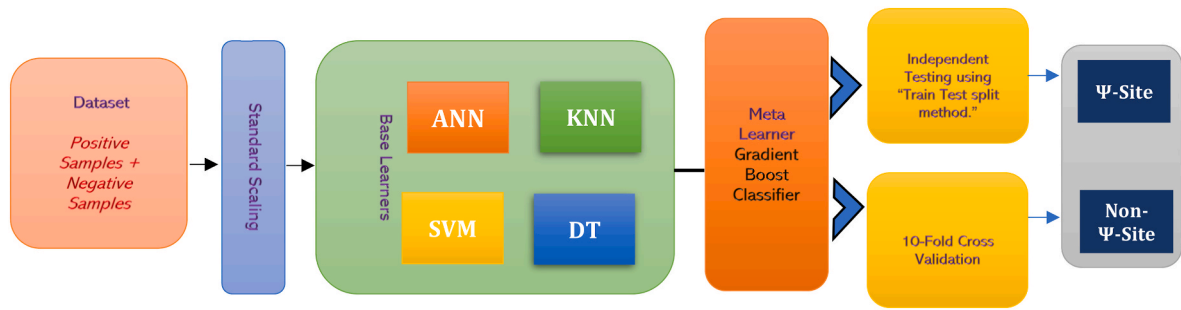 Dataset
Positive
Samples +
Negative
Samples
Standard Scaling
Base Learners
ANN
KNN
SVM
DT
Meta
Learner
Gradient
Boost
Classifier
Independent
Testing using
“Train Test split
method.”
10-Fold Cross
Validation
Ψ-Site
Non-
Ψ-Site